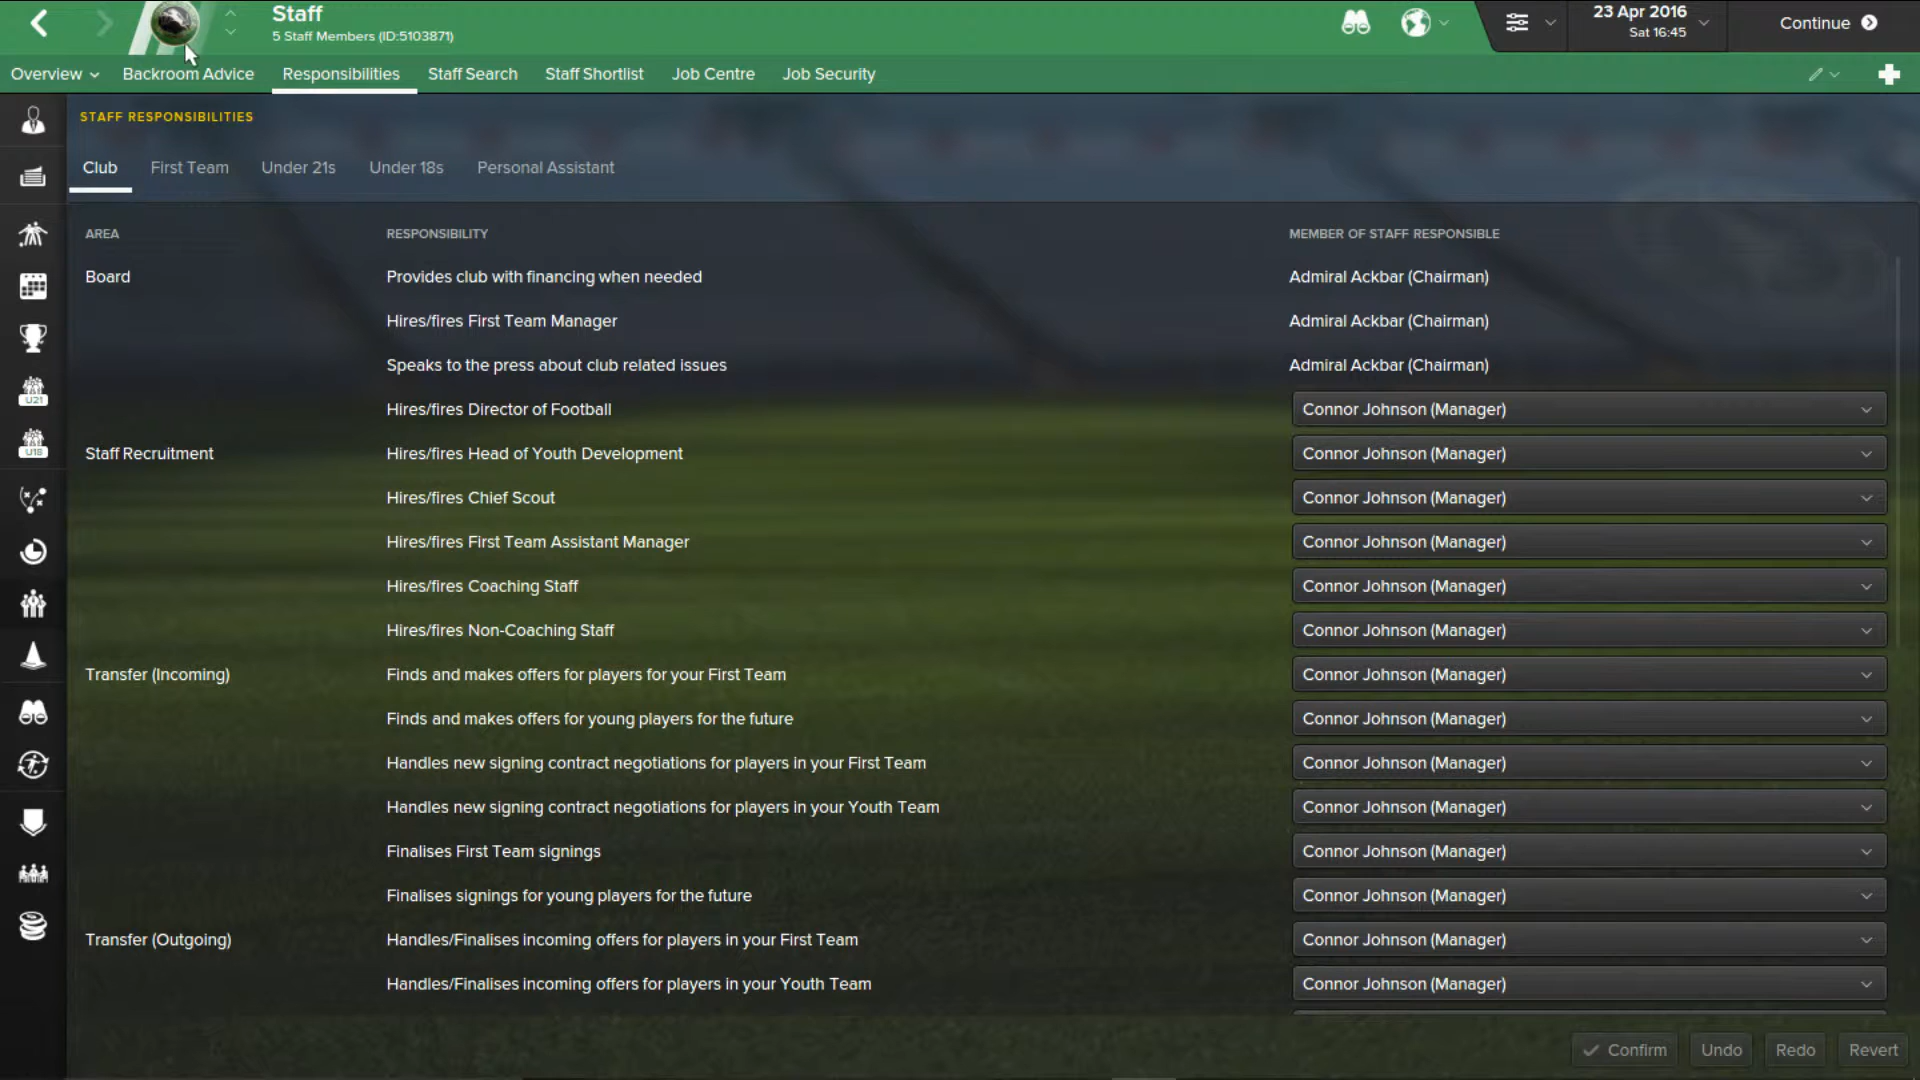 Staff
5 Staff Members (ID:5103871)
23 Apr 2016
Sat 16:45
Continue
Overview
Backroom Advice
Responsibilities
Staff Search
Staff Shortlist
Job Centre
Job Security
STAFF RESPONSIBILITIES
Club
First Team
Under 21s
Under 18s
Personal Assistant
AREA RESPONSIBILITY MEMBER OF STAFF RESPONSIBLE
Board Provides club with financing when needed Admiral Ackbar (Chairman)
Hires/fires First Team Manager Admiral Ackbar (Chairman)
Speaks to the press about club related issues Admiral Ackbar (Chairman)
Hires/fires Director of Football Connor Johnson (Manager)
Staff Recruitment Hires/fires Head of Youth Development Connor Johnson (Manager)
Hires/fires Chief Scout Connor Johnson (Manager)
Hires/fires First Team Assistant Manager Connor Johnson (Manager)
Hires/fires Coaching Staff Connor Johnson (Manager)
Hires/fires Non-Coaching Staff Connor Johnson (Manager)
Transfer (Incoming) Finds and makes offers for players for your First Team Connor Johnson (Manager)
Finds and makes offers for young players for the future Connor Johnson (Manager)
Handles new signing contract negotiations for players in your First Team Connor Johnson (Manager)
Handles new signing contract negotiations for players in your Youth Team Connor Johnson (Manager)
Finalises First Team signings Connor Johnson (Manager)
Finalises signings for young players for the future Connor Johnson (Manager)
Transfer (Outgoing) Handles/Finalises incoming offers for players in your First Team Connor Johnson (Manager)
Handles/Finalises incoming offers for players in your Youth Team Connor Johnson (Manager)
U21
U18
Confirm
Undo
Redo
Revert